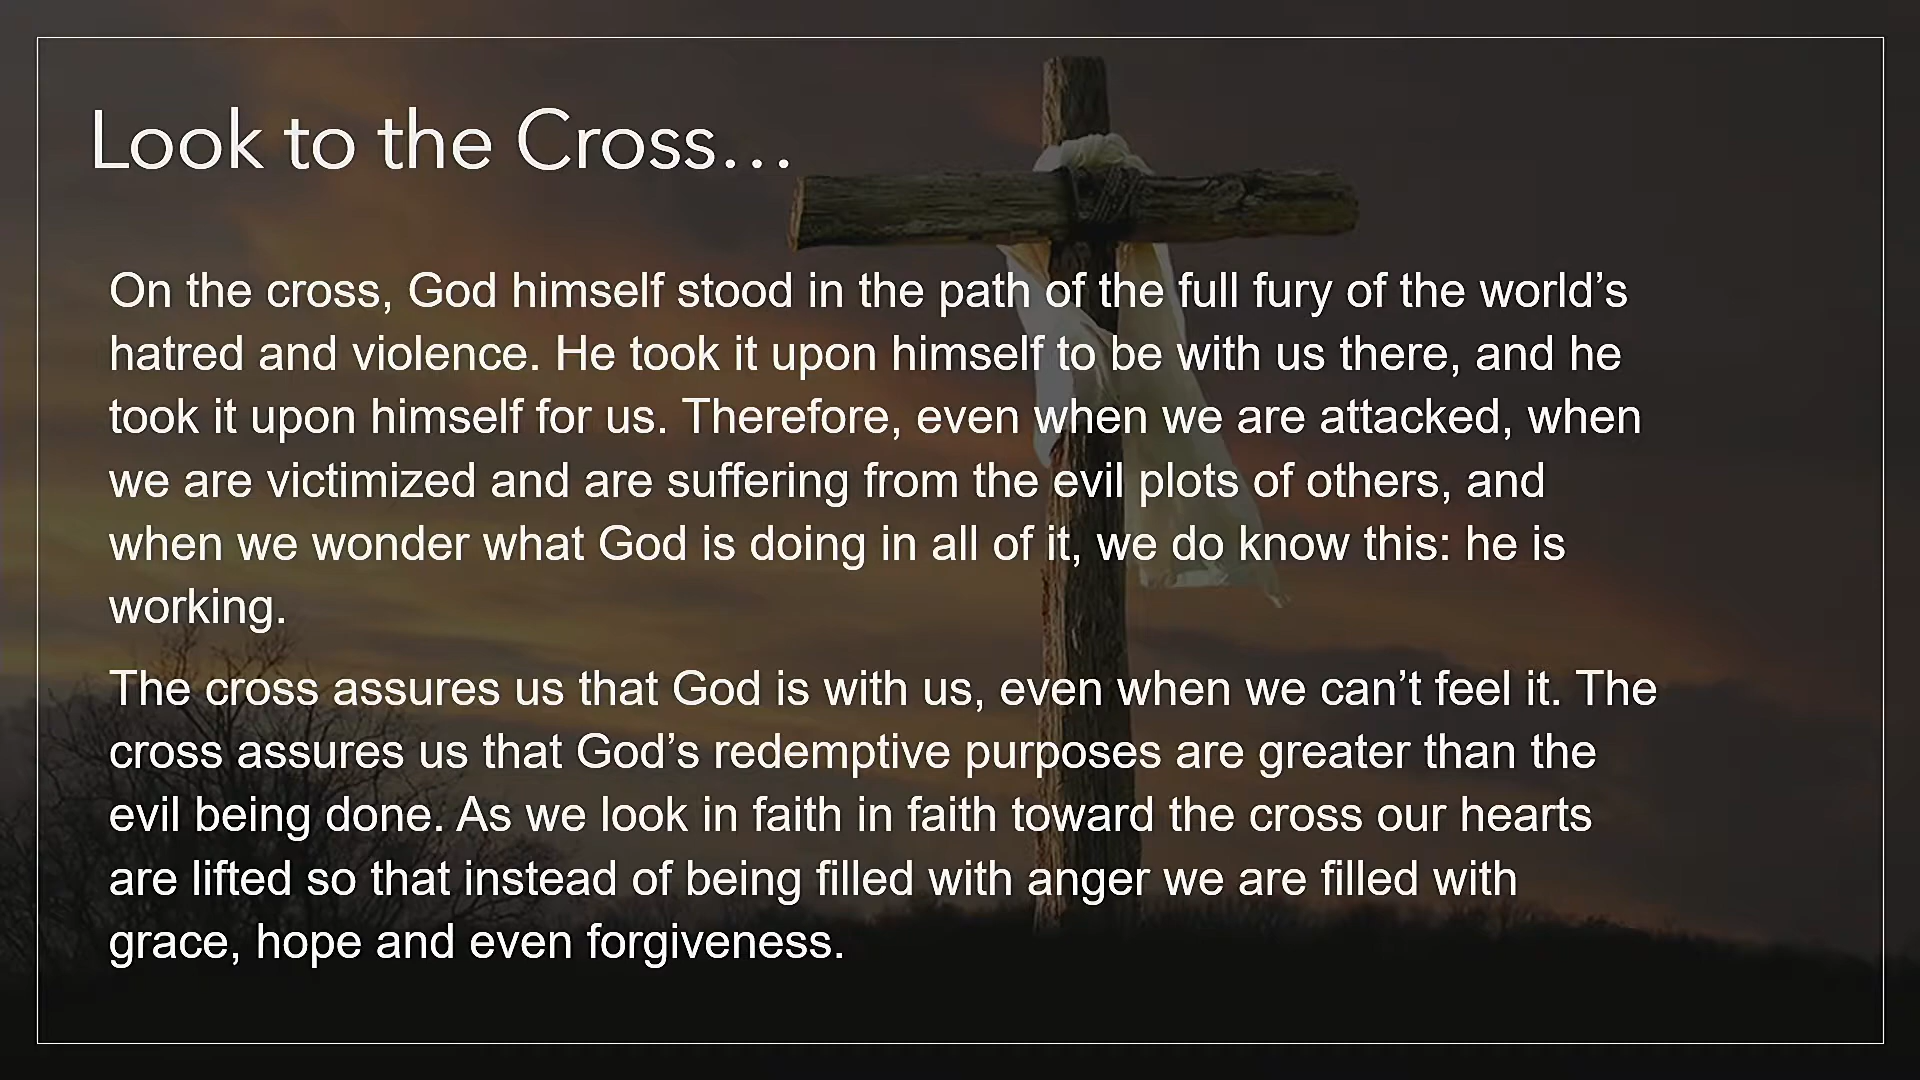 Look to the Cross…
On the cross, God himself stood in the path of the full fury of the world’s
hatred and violence. He took it upon himself to be with us there, and he
took it upon himself for us. Therefore, even when we are attacked, when
we are victimized and are suffering from the evil plots of others, and
when we wonder what God is doing in all of it, we do know this: he is
working.
The cross assures us that God is with us, even when we can’t feel it. The
cross assures us that God’s redemptive purposes are greater than the
evil being done. As we look in faith in faith toward the cross our hearts
are lifted so that instead of being filled with anger we are filled with
grace, hope and even forgiveness.